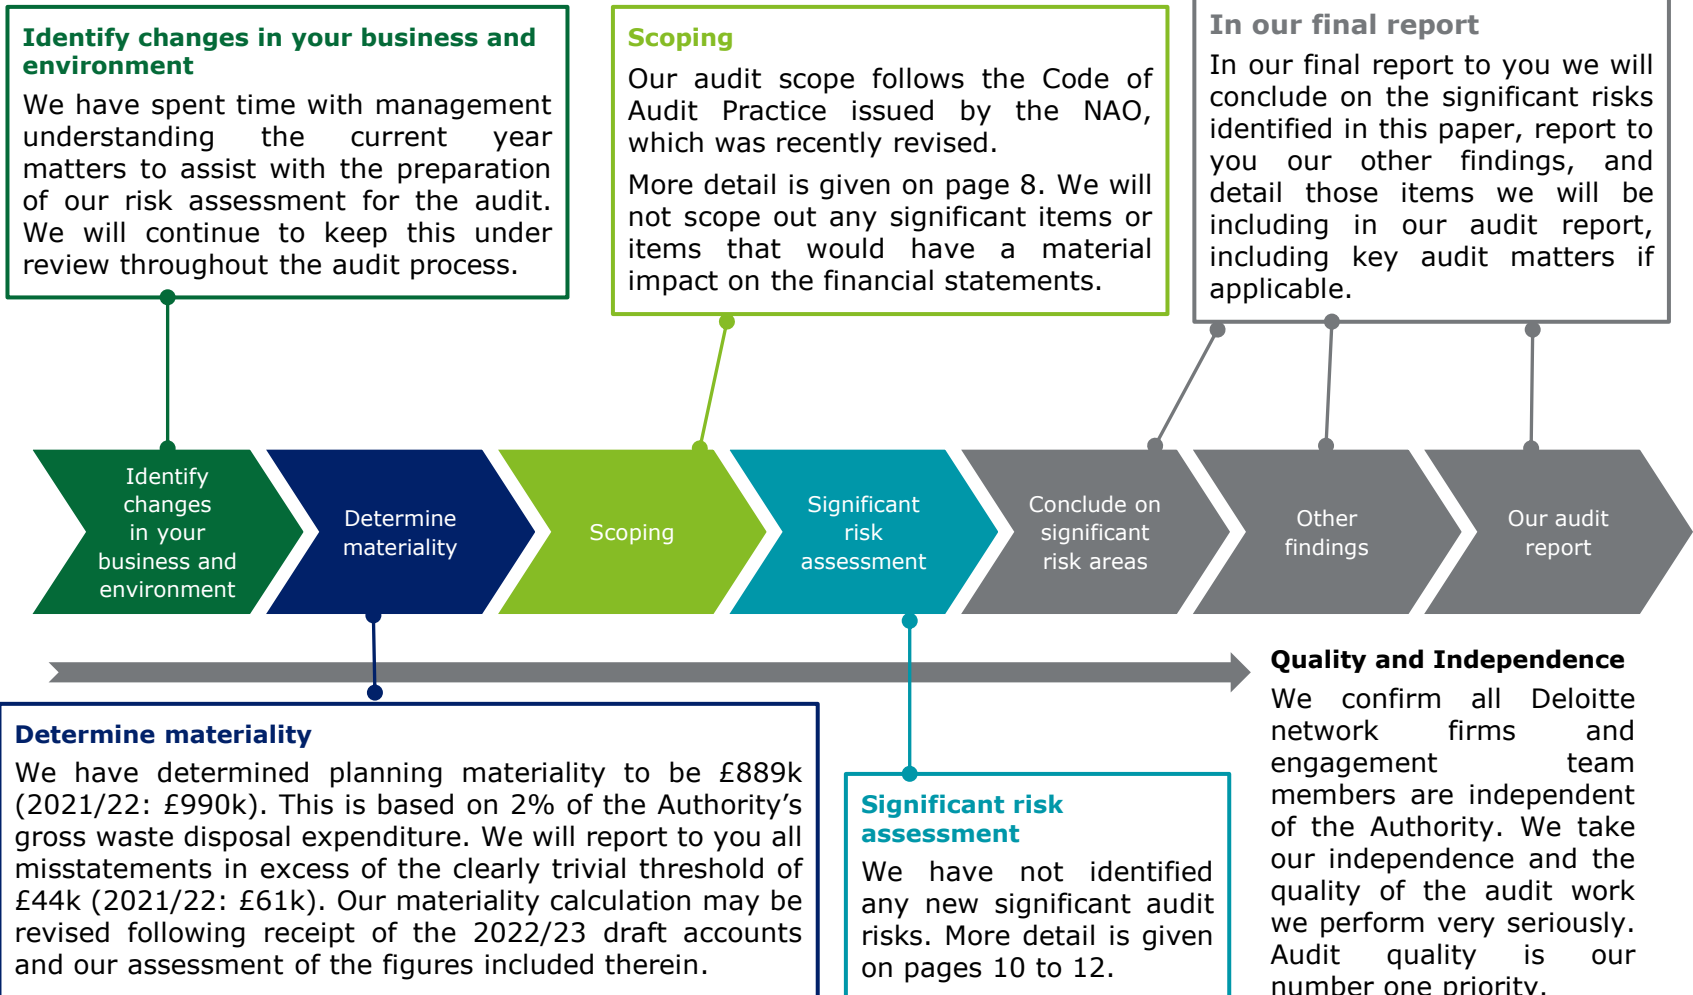 Identify changes in your business and
environment
We have spent time with management
understanding the current year
matters to assist with the preparation
of our risk assessment for the audit.
We will continue to keep this under
review throughout the audit process.
Scoping
Our audit scope follows the Code of
Audit Practice issued by the NAO,
which was recently revised.
More detail is given on page 8. We will
not scope out any significant items or
items that would have a material
impact on the financial statements.
In our final report
In our final report to you we will
conclude on the significant risks
identified in this paper, report to
you our other findings, and
detail those items we will be
including in our audit report,
including key audit matters if
applicable.
Identify
changes
in your
business and
environment
Determine
materiality
Scoping
Significant
risk
assessment
Conclude on
significant
risk areas
Other
findings
Our audit
report
Determine materiality
We have determined planning materiality to be £889k
(2021/22: £990k). This is based on 2% of the Authority's
gross waste disposal expenditure. We will report to you all
misstatements in excess of the clearly trivial threshold of
£44k (2021/22: £61k). Our materiality calculation may be
revised following receipt of the 2022/23 draft accounts
and our assessment of the figures included therein.
Significant risk
assessment
We have not identified
any new significant audit
risks. More detail is given
on pages 10 to 12.
Quality and Independence
We confirm all Deloitte
network firms and
engagement team
members are independent
of the Authority. We take
our independence and the
quality of the audit work
we perform very seriously.
Audit quality is our
number one priority.